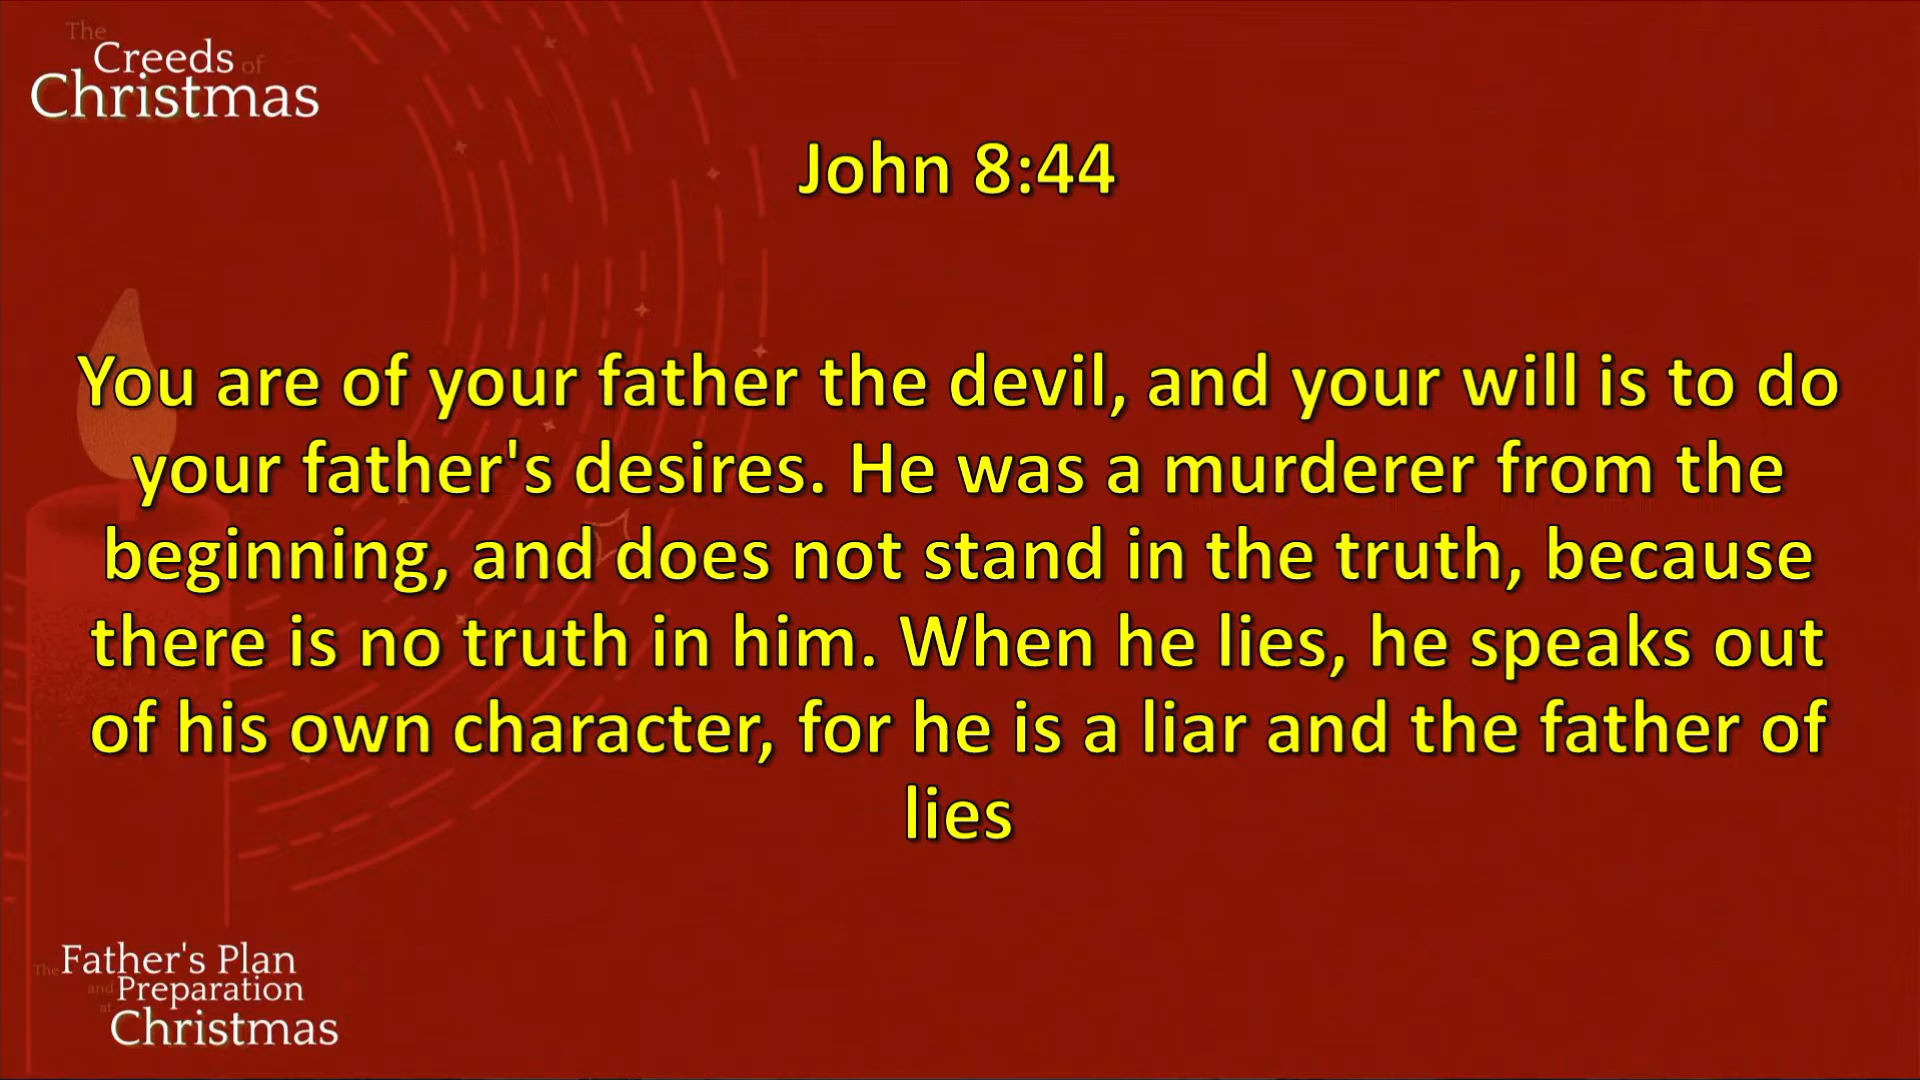 The
Creeds of
Christmas
John 8:44
You are of your father the devil, and your will is to do
your father's desires. He was a murderer from the
beginning, and does not stand in the truth, because
there is no truth in him. When he lies, he speaks out
of his own character, for he is a liar and the father of
lies
The Father's Plan
and Preparation
at
Christmas